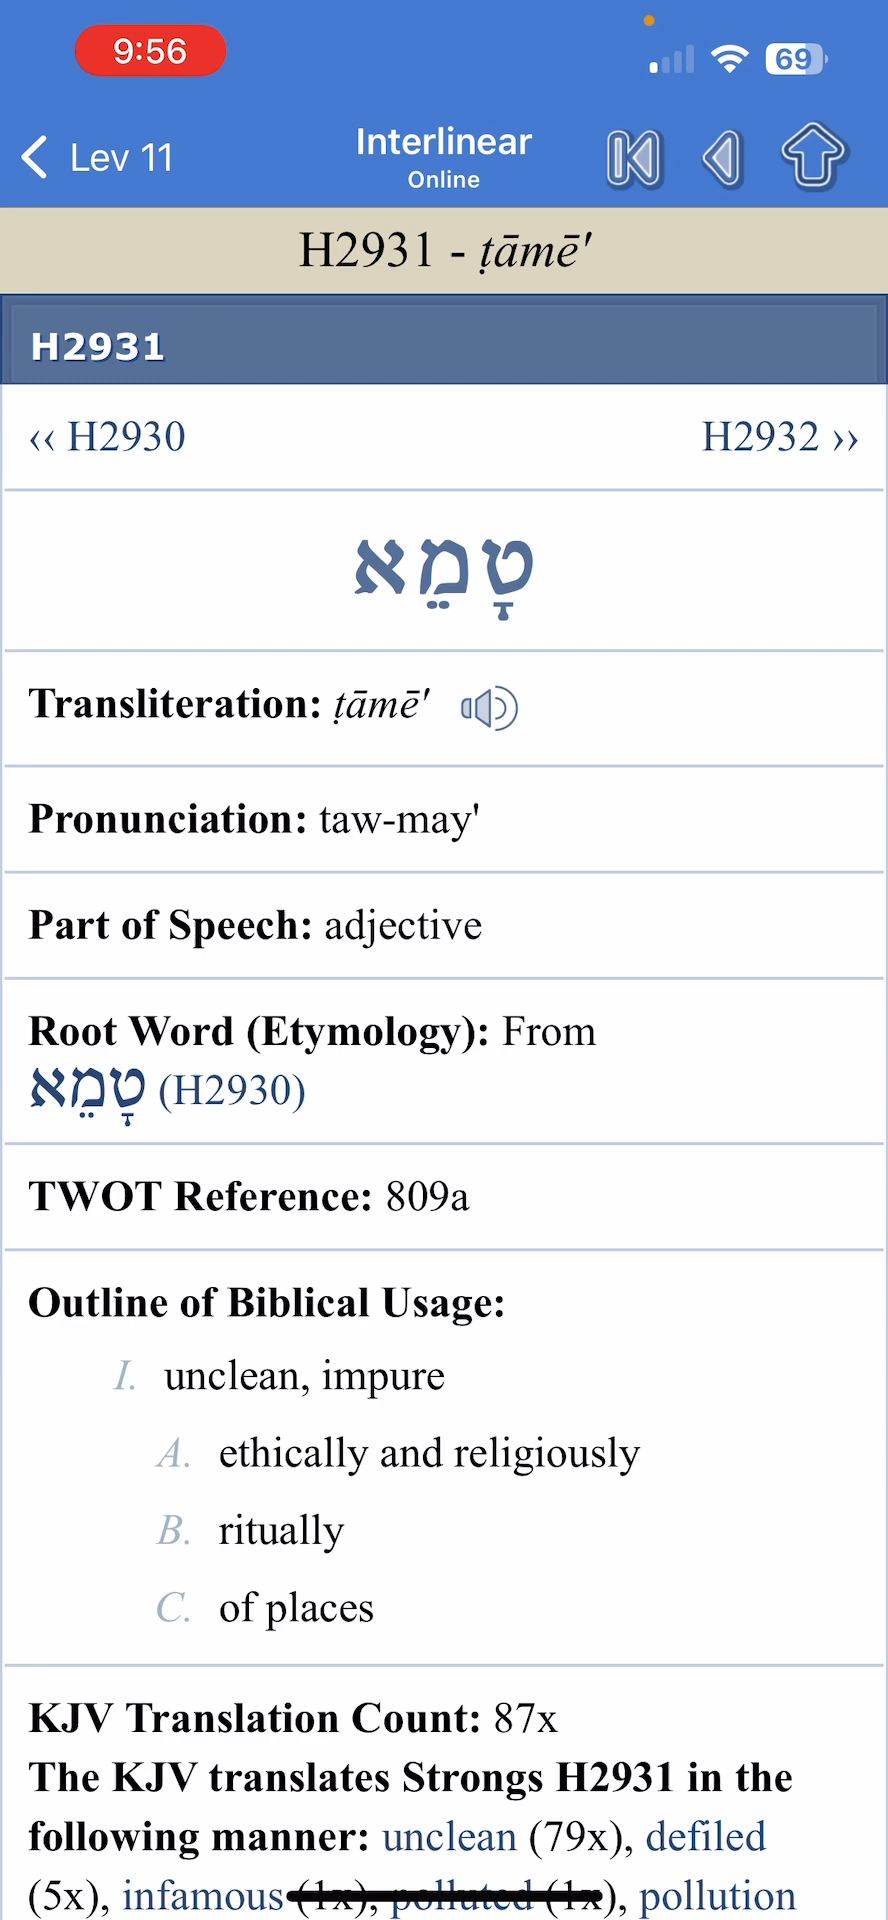 9:56
69
Lev 11
Interlinear
Online
H2931 - ṭāmē'
H2931
‹‹ H2930
H2932 ››
טָמֵא
Transliteration: ṭāmē'
Pronunciation: taw-may'
Part of Speech: adjective
Root Word (Etymology): From
טָמֵא (H2930)
TWOT Reference: 809a
Outline of Biblical Usage:
I. unclean, impure
A. ethically and religiously
B. ritually
C. of places
KJV Translation Count: 87x
The KJV translates Strongs H2931 in the
following manner: unclean (79x), defiled
(5x), infamous (1x), polluted (1x), pollution